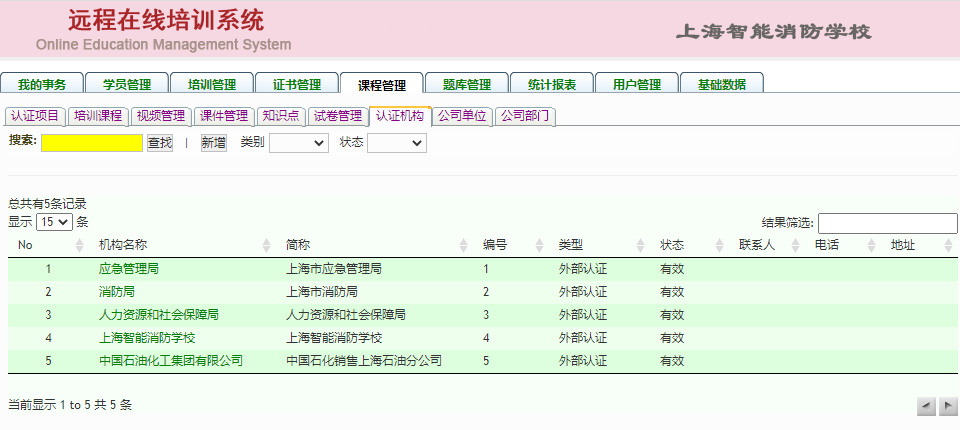 远程在线培训系统
Online Education Management System
上海智能消防学校
我的事务 学员管理 培训管理 证书管理 课程管理 题库管理 统计报表 用户管理 基础数据
认证项目 培训课程 视频管理 课件管理 知识点 试卷管理 认证机构 公司单位 公司部门
搜索: 查找 | 新增 类别 状态
总共有5条记录
显示 15 条 结果筛选:
No 机构名称 简称 编号 类型 状态 联系人 电话 地址
1 应急管理局 上海市应急管理局 1 外部认证 有效
2 消防局 上海市消防局 2 外部认证 有效
3 人力资源和社会保障局 人力资源和社会保障局 3 外部认证 有效
4 上海智能消防学校 上海智能消防学校 4 外部认证 有效
5 中国石油化工集团有限公司 中国石化销售上海石油分公司 5 外部认证 有效
当前显示 1 to 5 共 5 条